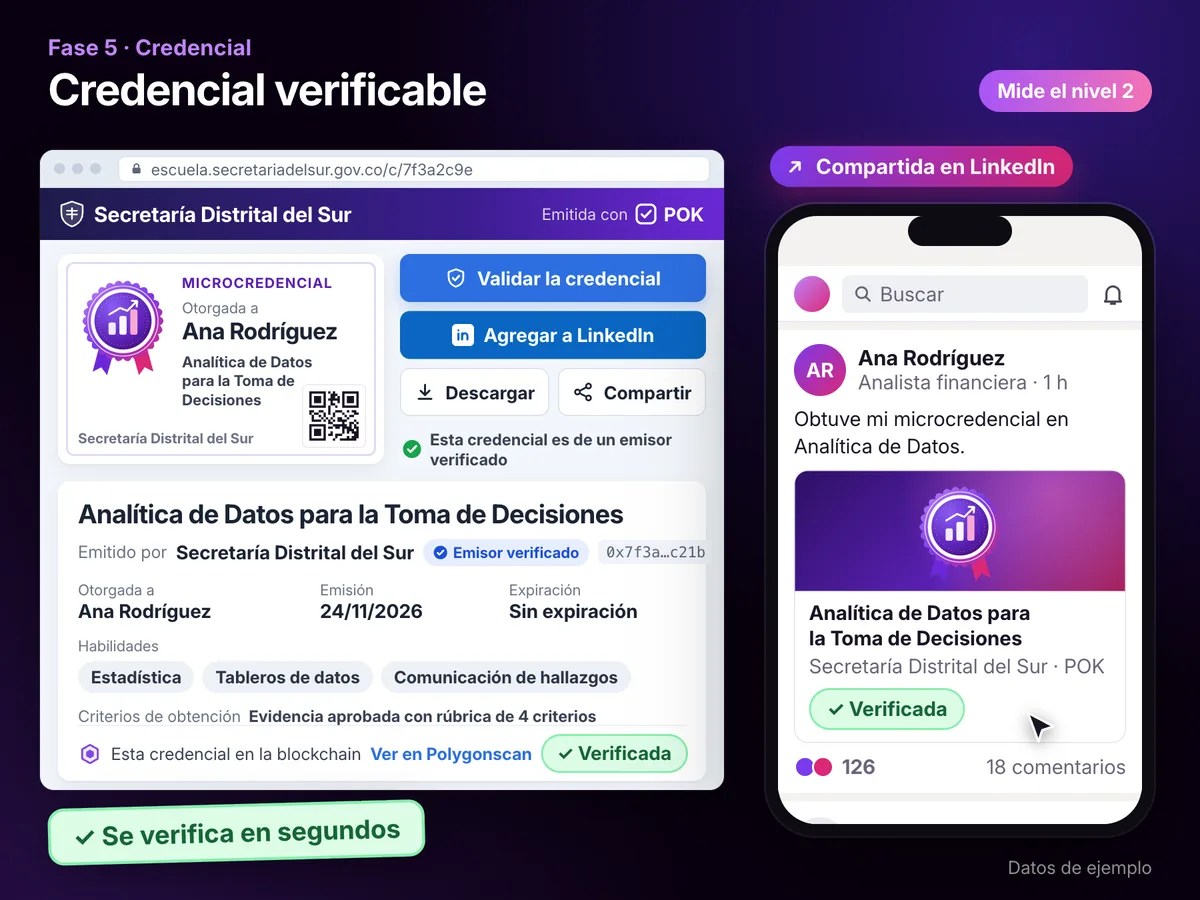 Fase 5 · Credencial
Credencial verificable
Mide el nivel 2
escuela.secretariadelsur.gov.co/c/7f3a2c9e
Secretaría Distrital del Sur
Emitida con POK
MICROCREDENCIAL
Otorgada a
Ana Rodríguez
Analítica de Datos
para la Toma de
Decisiones
Secretaría Distrital del Sur
Validar la credencial
in Agregar a LinkedIn
Descargar
Compartir
Esta credencial es de un emisor
verificado
Analítica de Datos para la Toma de Decisiones
Emitido por Secretaría Distrital del Sur Emisor verificado 0x7f3a…c21b
Otorgada a
Ana Rodríguez
Emisión
24/11/2026
Expiración
Sin expiración
Habilidades
Estadística
Tableros de datos
Comunicación de hallazgos
Criterios de obtención Evidencia aprobada con rúbrica de 4 criterios
Esta credencial en la blockchain Ver en Polygonscan ✓ Verificada
✓ Se verifica en segundos
↗ Compartida en LinkedIn
Buscar
AR
Ana Rodríguez
Analista financiera · 1 h
Obtuve mi microcredencial en
Analítica de Datos.
Analítica de Datos para
la Toma de Decisiones
Secretaría Distrital del Sur · POK
✓ Verificada
126
18 comentarios
Datos de ejemplo